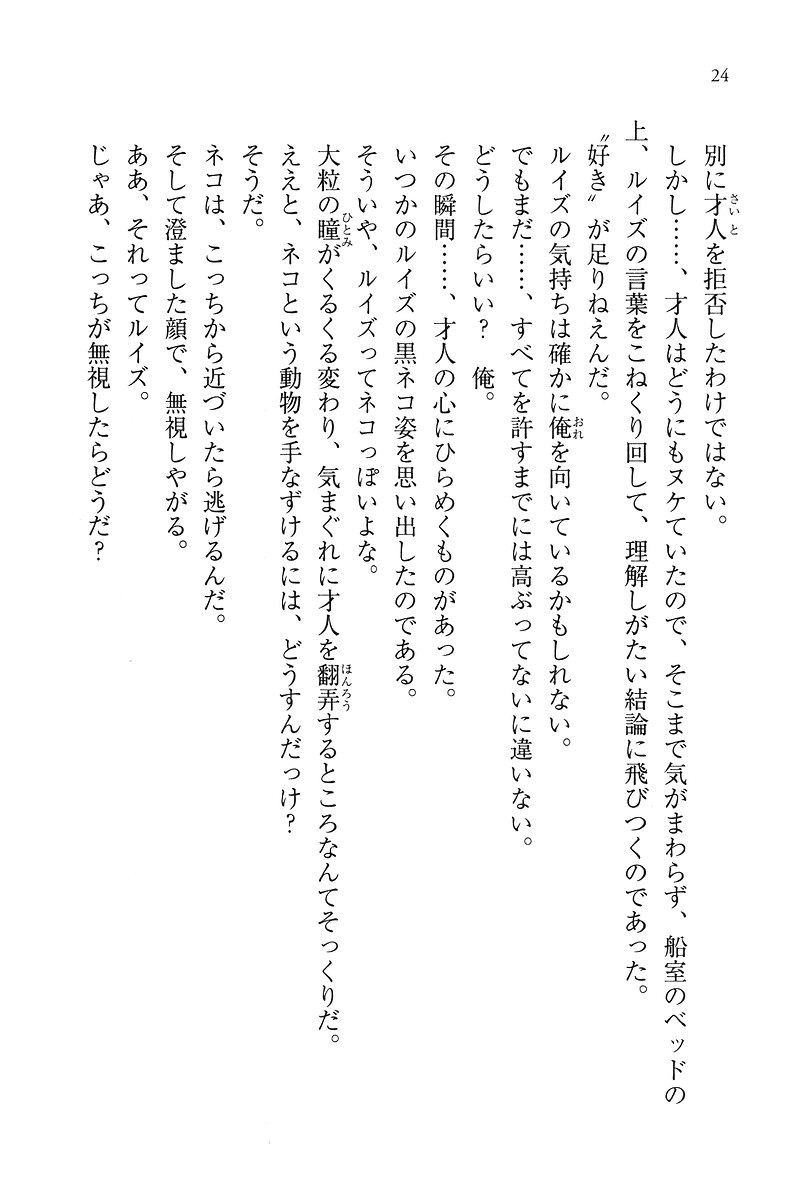 24
別に才人を拒否したわけではない。
しかし……、才人はどうにもヌケていたので、そこまで気がまわらず、船室のベッドの
上、ルイズの言葉をこねくり回して、理解しがたい結論に飛びつくのであった。
〝好き〟が足りねえんだ。
ルイズの気持ちは確かに俺を向いているかもしれない。
でもまだ……、すべてを許すまでには高ぶってないに違いない。
どうしたらいい?　俺。
その瞬間……、才人の心にひらめくものがあった。
いつかのルイズの黒ネコ姿を思い出したのである。
そういや、ルイズってネコっぽいよな。
大粒の瞳がくるくる変わり、気まぐれに才人を翻弄するところなんてそっくりだ。
ええと、ネコという動物を手なずけるには、どうすんだっけ?
そうだ。
ネコは、こっちから近づいたら逃げるんだ。
そして澄ました顔で、無視しやがる。
ああ、それってルイズ。
じゃあ、こっちが無視したらどうだ?